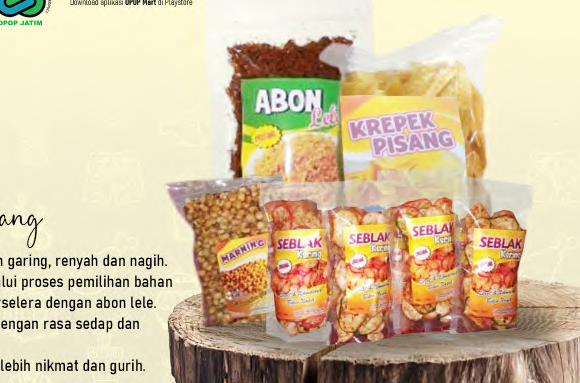 Download aplikasi OPOP Mart di Playstore
OPOP JATIM
ABON
Lele
KREPEK
PISANG
ang
garing, renyah dan nagih.
lui proses pemilihan bahan
selera dengan abon lele.
engan rasa sedap dan
lebih nikmat dan gurih.
MARNING
SEBLAK
Kering
SEBLAK
Kering
SEBLAK
Kering
SEBLAK
Kering